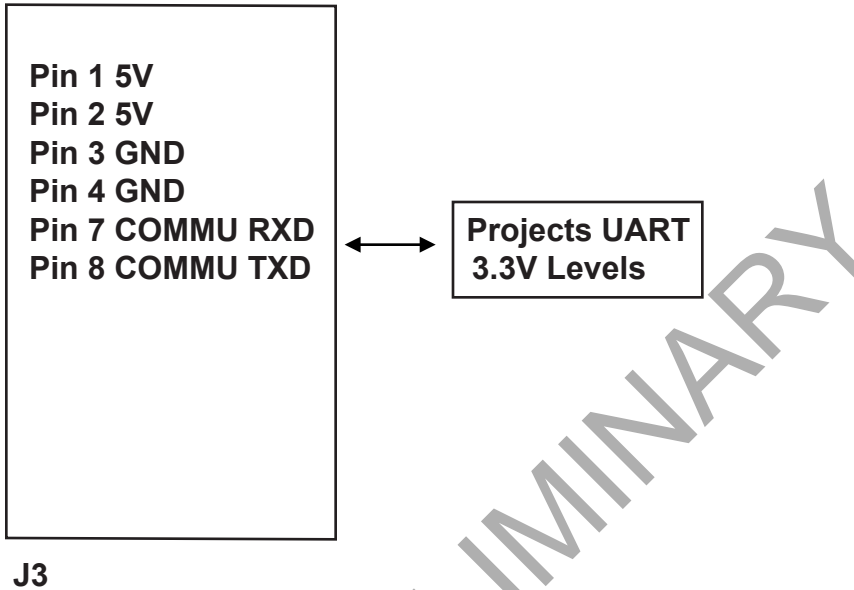 Pin 1 5V
Pin 2 5V
Pin 3 GND
Pin 4 GND
Pin 7 COMMU RXD
Pin 8 COMMU TXD
Projects UART
3.3V Levels
J3
IMINARY